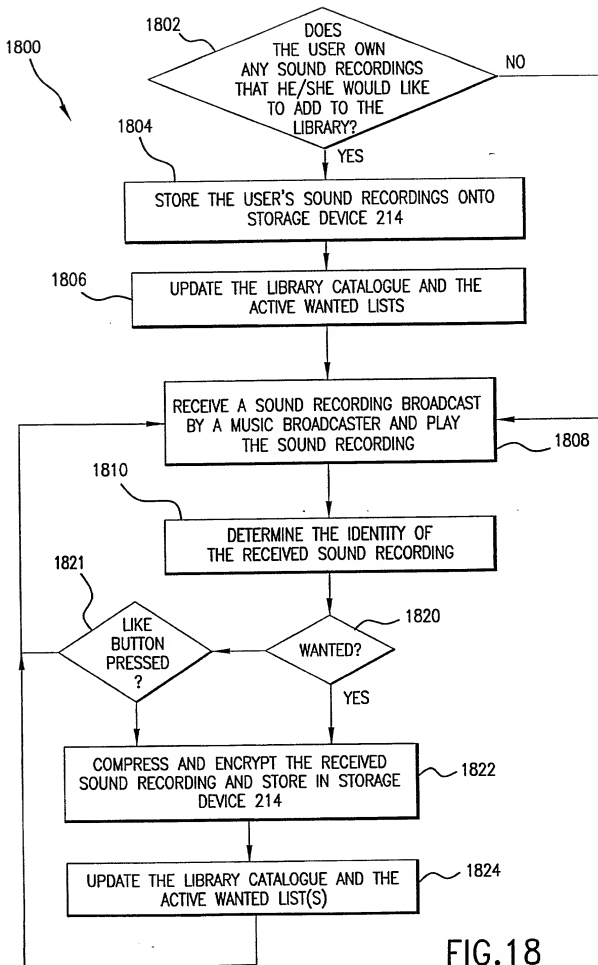 1802
1800
DOES
THE USER OWN
ANY SOUND RECORDINGS
THAT HE/SHE WOULD LIKE
TO ADD TO THE
LIBRARY?
NO
YES
1804
STORE THE USER'S SOUND RECORDINGS ONTO
STORAGE DEVICE 214
1806
UPDATE THE LIBRARY CATALOGUE AND THE
ACTIVE WANTED LISTS
RECEIVE A SOUND RECORDING BROADCAST
BY A MUSIC BROADCASTER AND PLAY
THE SOUND RECORDING
1808
1810
DETERMINE THE IDENTITY OF
THE RECEIVED SOUND RECORDING
1821
LIKE
BUTTON
PRESSED
?
1820
WANTED?
YES
COMPRESS AND ENCRYPT THE RECEIVED
SOUND RECORDING AND STORE IN STORAGE
DEVICE 214
1822
UPDATE THE LIBRARY CATALOGUE AND THE
ACTIVE WANTED LIST(S)
1824
FIG.18